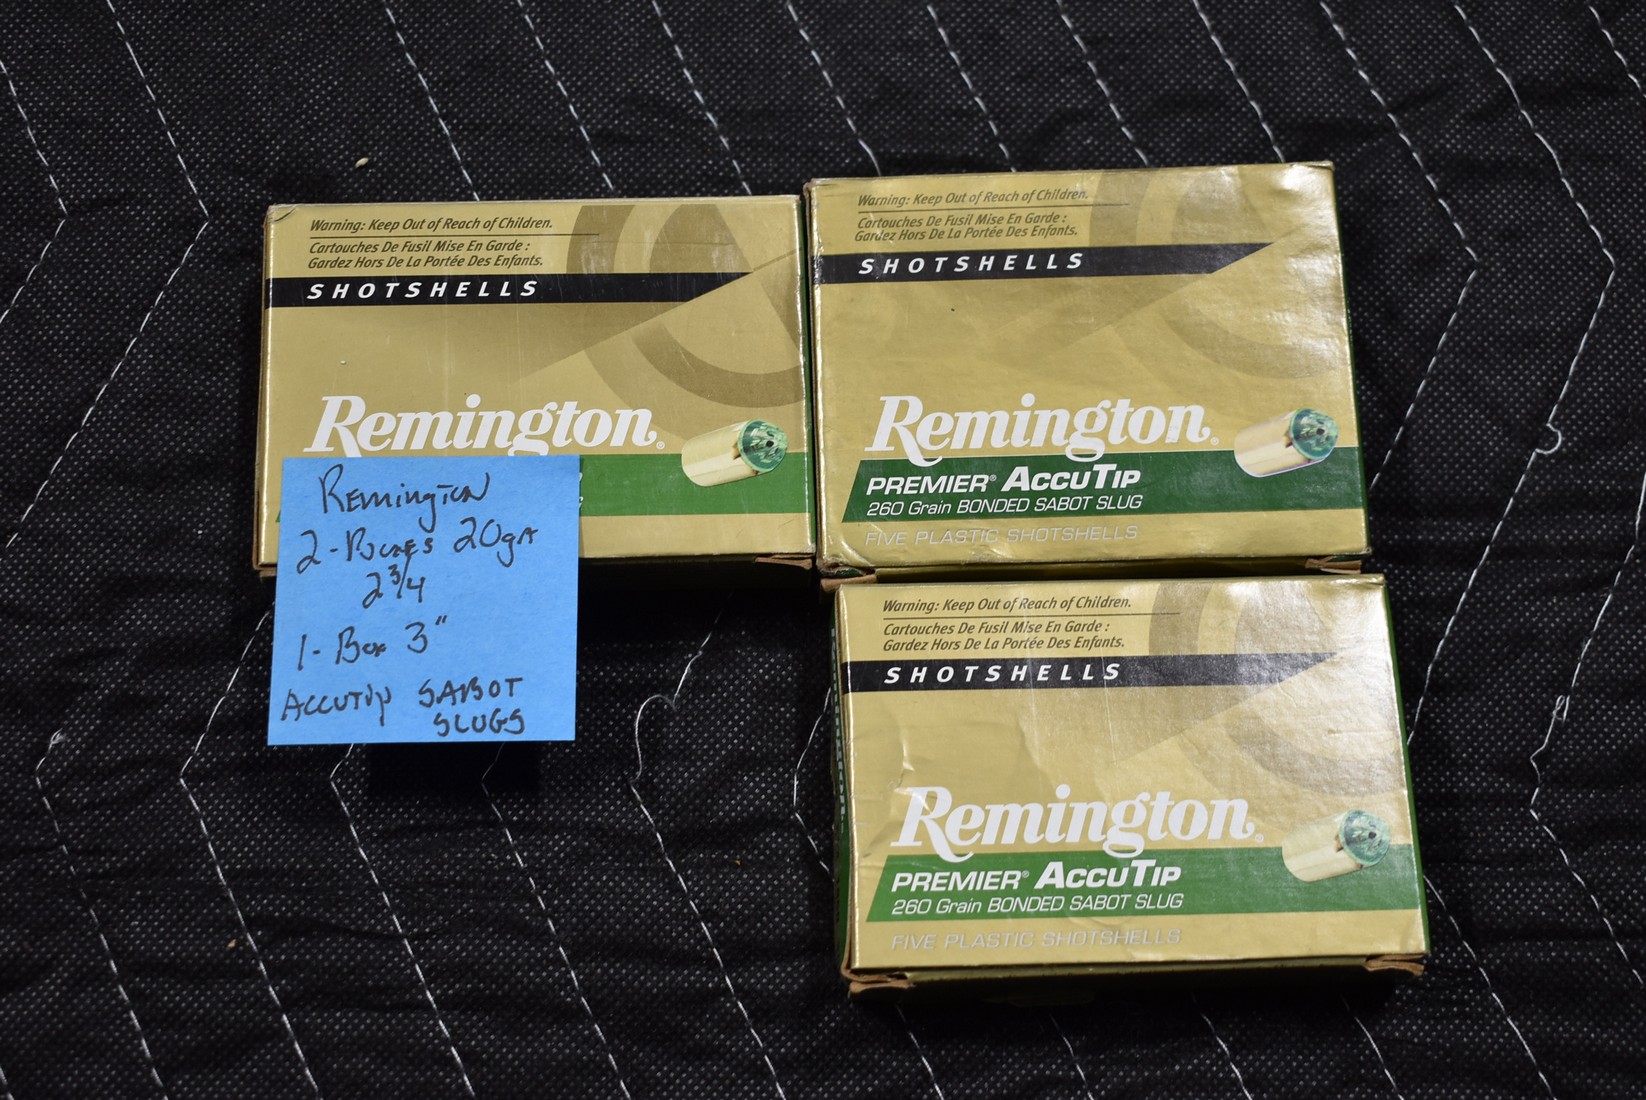 Warning: Keep Out of Reach of Children.
Cartouches De Fusil Mise En Garde :
Gardez Hors De La Portée Des Enfants.
SHOTSHELLS
Remington®
Remington
2-Boxes 20ga
2 3/4
1- Box 3"
AccuTip SABOT
SLUGS
Warning: Keep Out of Reach of Children.
Cartouches De Fusil Mise En Garde :
Gardez Hors De La Portée Des Enfants.
SHOTSHELLS
Remington®
PREMIER® ACCUTIP
260 Grain BONDED SABOT SLUG
FIVE PLASTIC SHOTSHELLS
Warning: Keep Out of Reach of Children.
Cartouches De Fusil Mise En Garde :
Gardez Hors De La Portée Des Enfants.
SHOTSHELLS
Remington®
PREMIER® ACCUTIP
260 Grain BONDED SABOT SLUG
FIVE PLASTIC SHOTSHELLS